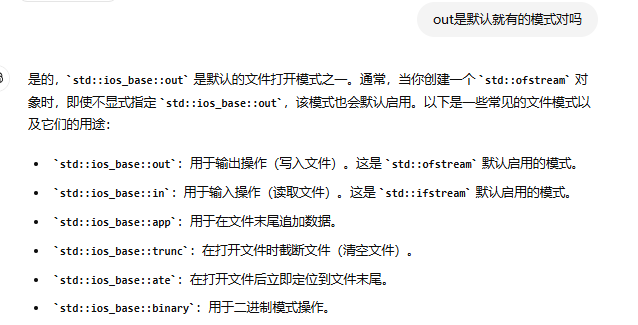 out是默认就有的模式对吗
是的，`std::ios_base::out` 是默认的文件打开模式之一。通常，当你创建一个 `std::ofstream` 对
象时，即使不显式指定 `std::ios_base::out`，该模式也会默认启用。以下是一些常见的文件模式以
及它们的用途：
• `std::ios_base::out`：用于输出操作（写入文件）。这是 `std::ofstream` 默认启用的模式。
• `std::ios_base::in`：用于输入操作（读取文件）。这是 `std::ifstream` 默认启用的模式。
• `std::ios_base::app`：用于在文件末尾追加数据。
• `std::ios_base::trunc`：在打开文件时截断文件（清空文件）。
• `std::ios_base::ate`：在打开文件后立即定位到文件末尾。
• `std::ios_base::binary`：用于二进制模式操作。